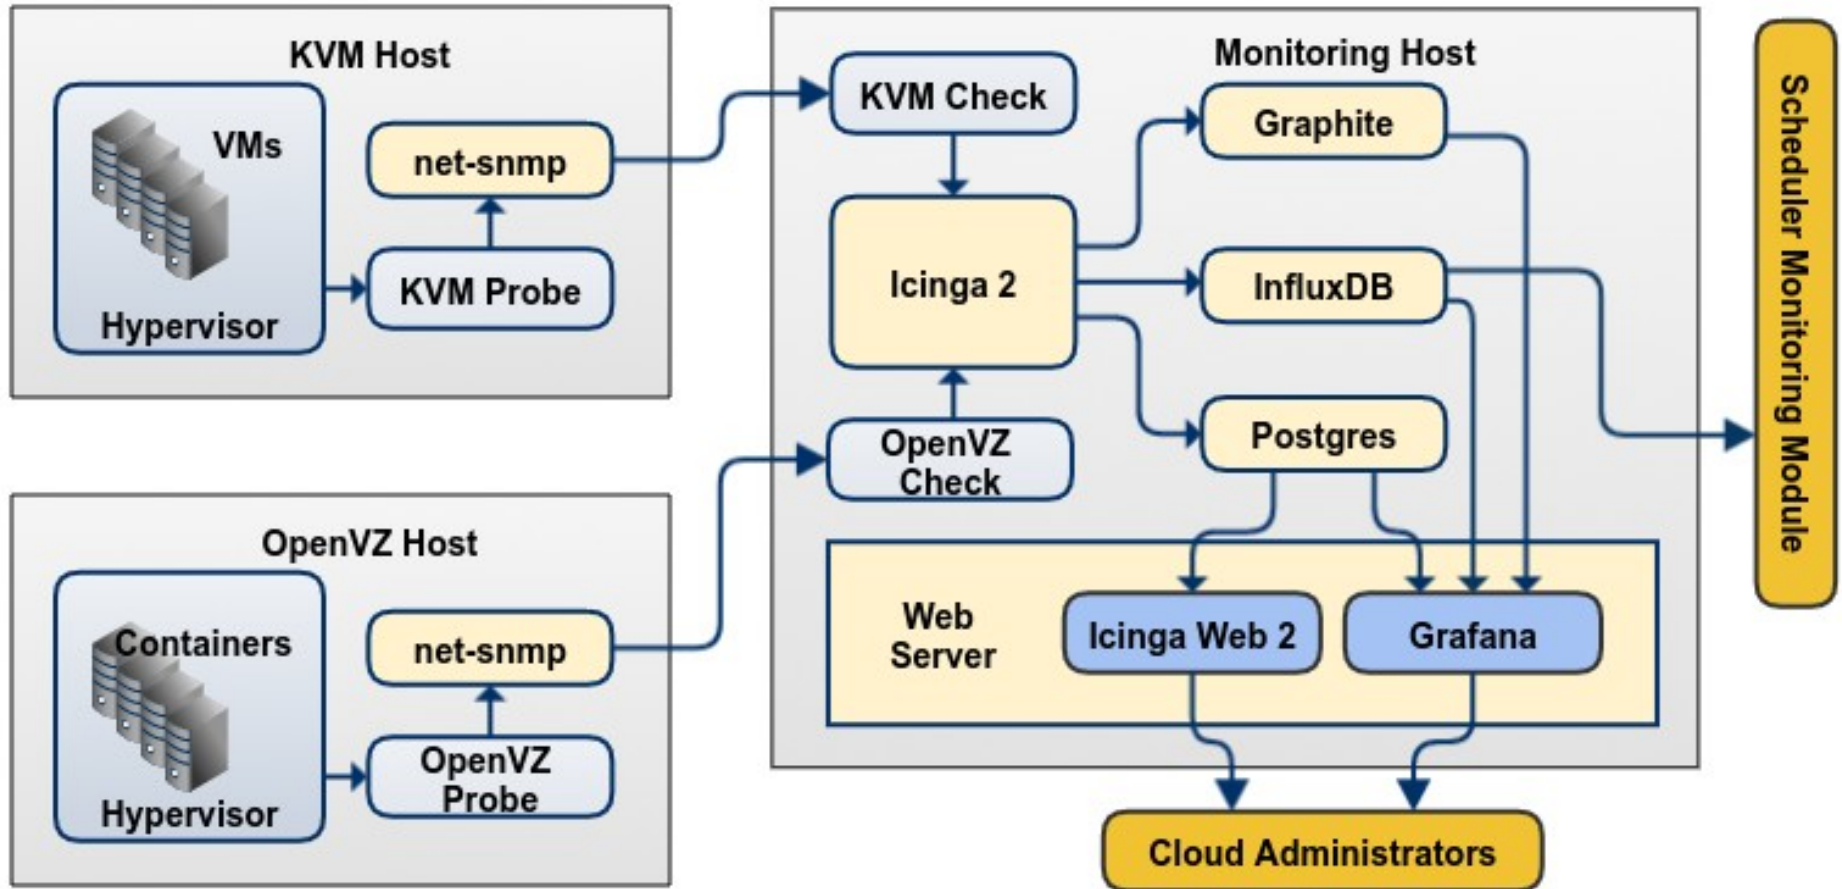 KVM Host
VMs
Hypervisor
net-snmp
KVM Probe
OpenVZ Host
Containers
Hypervisor
net-snmp
OpenVZ
Probe
Monitoring Host
KVM Check
Icinga 2
OpenVZ
Check
Graphite
InfluxDB
Postgres
Web
Server
Icinga Web 2
Grafana
Cloud Administrators
Scheduler Monitoring Module